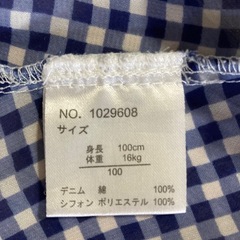 NO. 1029608
サイズ
身長 100cm
体重 16kg
100
デニム 綿 100%
シフォン ポリエステル 100%